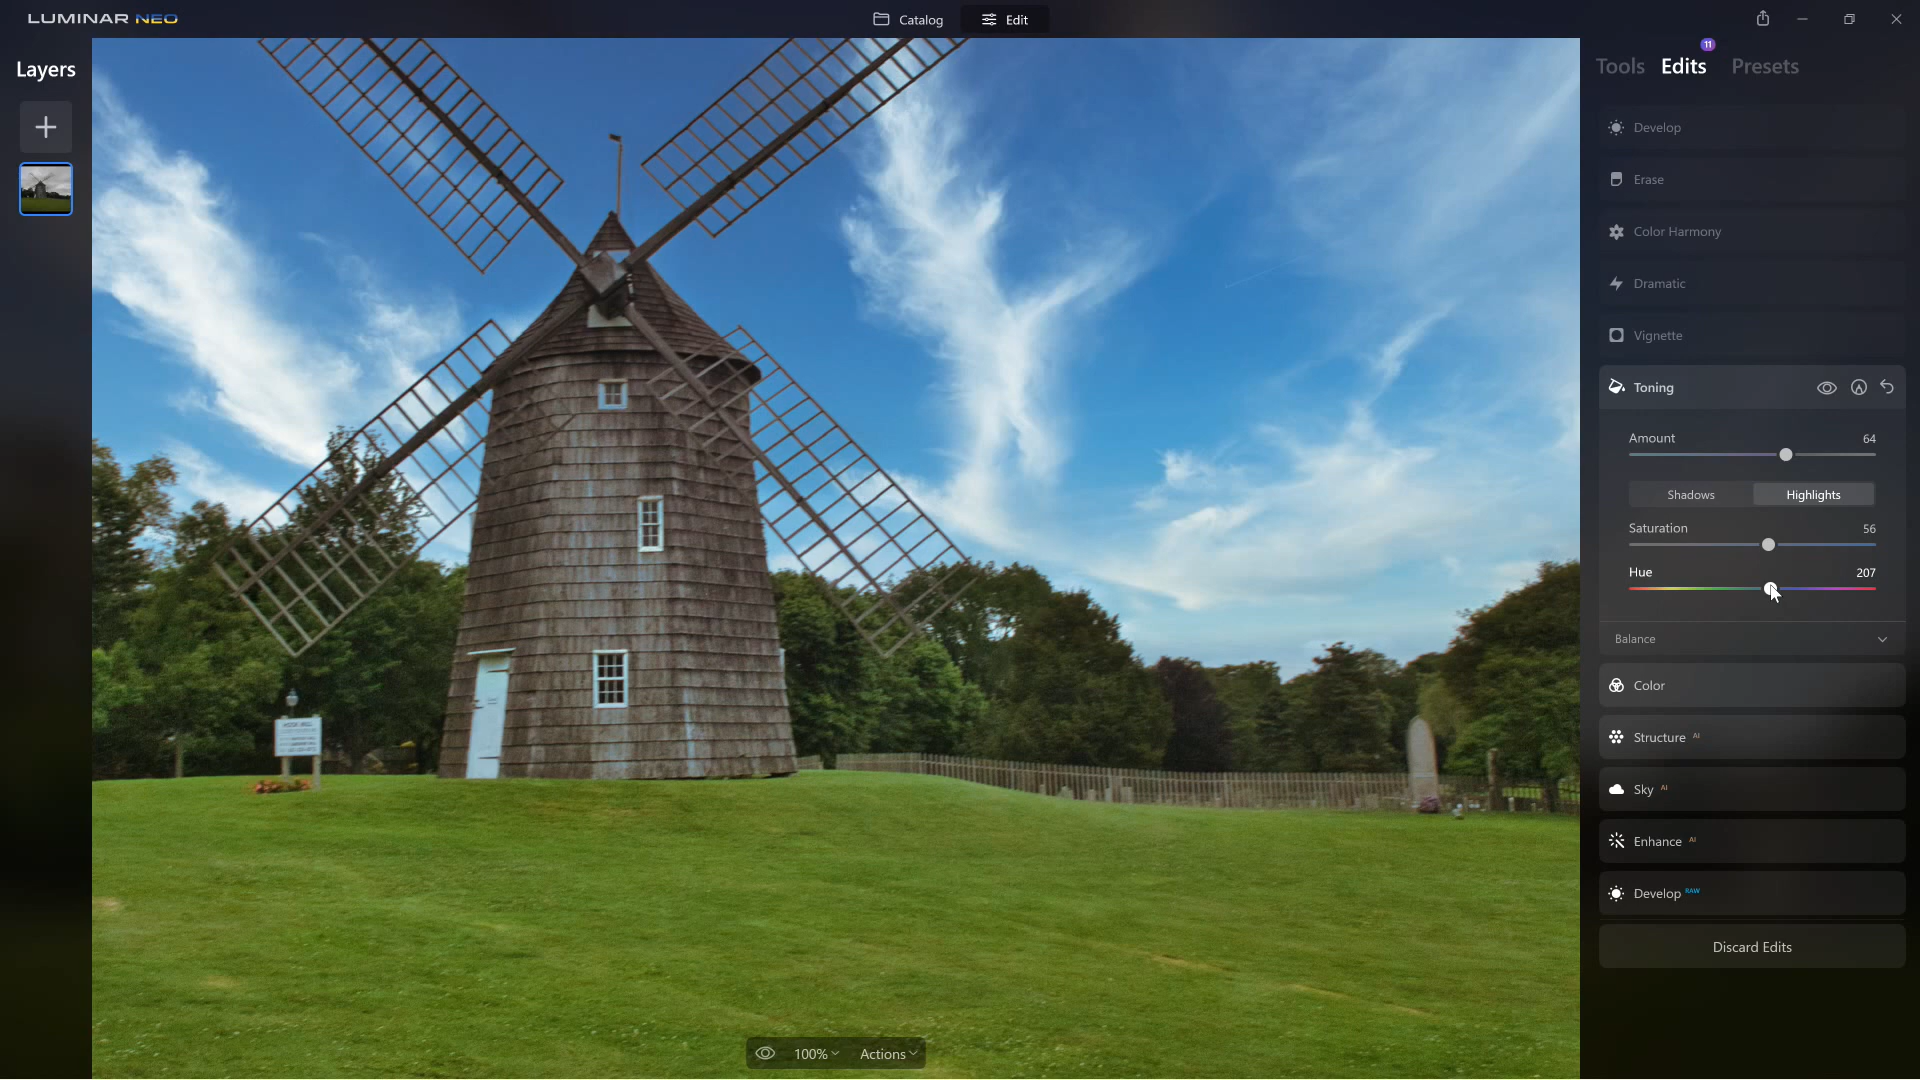 LUMINAR NEO
Catalog
Edit
Layers
11
Tools
Edits
Presets
Develop
Erase
Color Harmony
Dramatic
Vignette
Toning
Amount
64
Shadows
Highlights
Saturation
56
Hue
207
Balance
Color
Structure AI
Sky AI
Enhance AI
Develop RAW
Discard Edits
100%
Actions